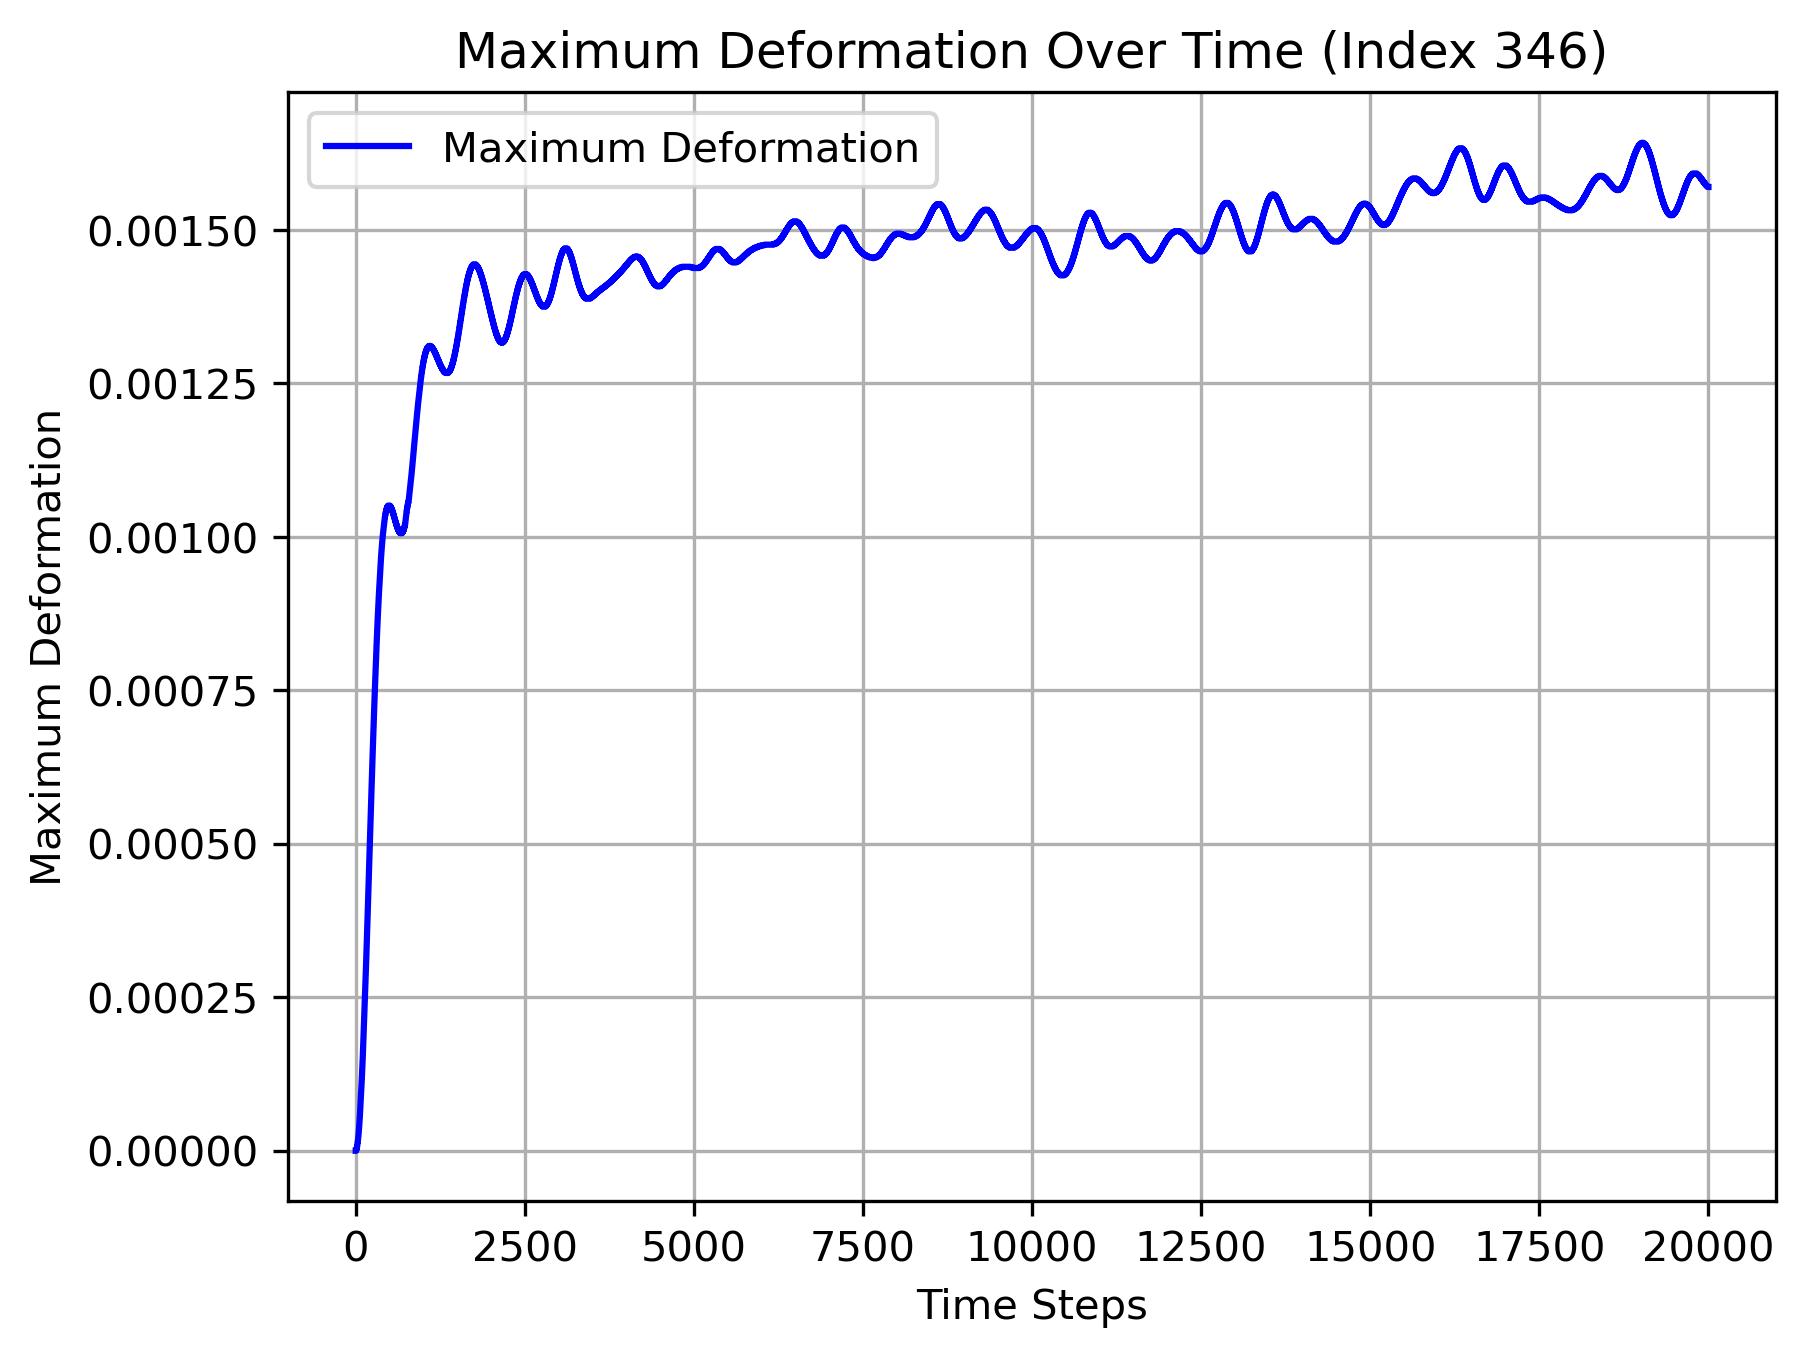 Maximum Deformation Over Time (Index 346)
Maximum Deformation
0.00150
0.00125
0.00100
0.00075
0.00050
0.00025
0.00000
Maximum Deformation
0 2500 5000 7500 10000 12500 15000 17500 20000
Time Steps